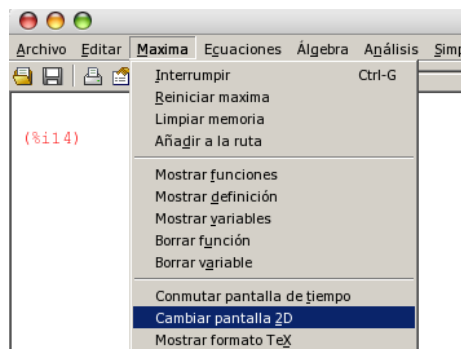 Archivo Editar Maxima Ecuaciones Álgebra Análisis
Interrumpir Ctrl-G
Reiniciar maxima
Limpiar memoria
(%i14)
Añadir a la ruta
Mostrar funciones
Mostrar definición
Mostrar variables
Borrar función
Borrar variable
Conmutar pantalla de tiempo
Cambiar pantalla 2D
Mostrar formato TeX